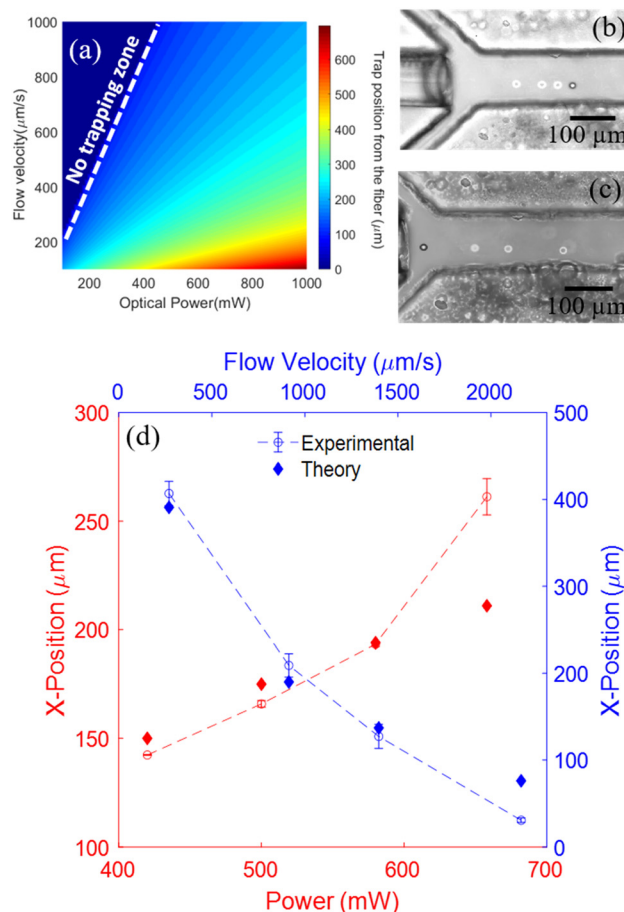 (a)
No trapping zone
1000
800
600
400
200
Flow velocity(μm/s)
200 400 600 800 1000
Optical Power(mW)
600
500
400
300
200
100
0
Trap position from the fiber (μm)
(b)
100 μm
(c)
100 μm
Flow Velocity (μm/s)
0 500 1000 1500 2000
(d)
Experimental
Theory
300
250
200
150
100
X-Position (μm)
500
400
300
200
100
0
X-Position (μm)
400 500 600 700
Power (mW)